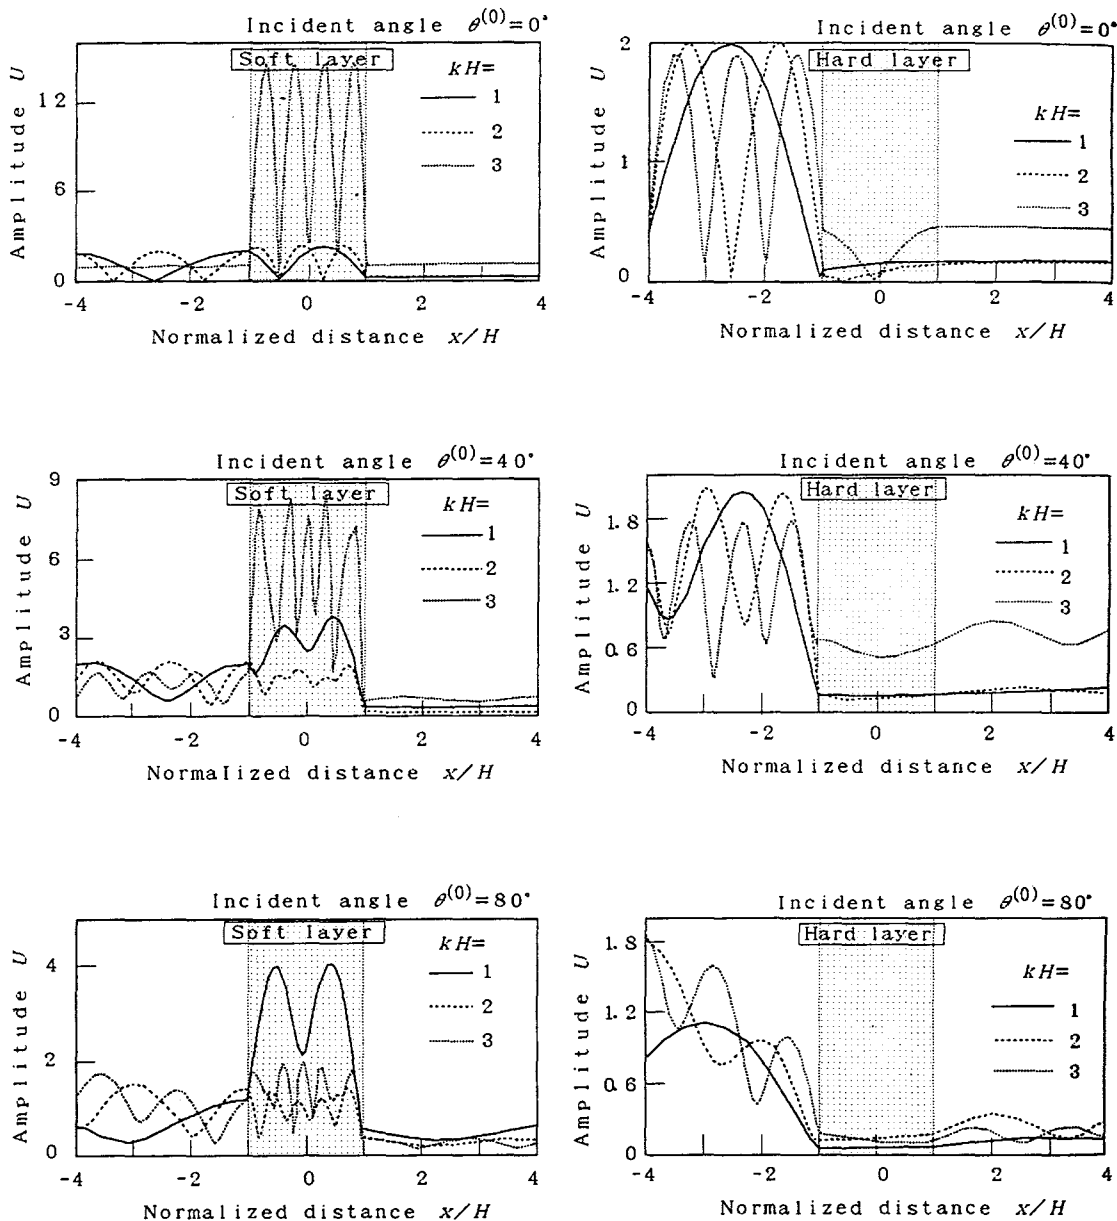 Incident angle θ(0)=0°
Soft layer
kH=
1
2
3
12
6
0
Amplitude U
-4 -2 0 2 4
Normalized distance x/H
Incident angle θ(0)=0°
Hard layer
kH=
1
2
3
2
1
0
Amplitude U
-4 -2 0 2 4
Normalized distance x/H
Incident angle θ(0)=40°
Soft layer
kH=
1
2
3
9
6
3
0
Amplitude U
-4 -2 0 2 4
Normalized distance x/H
Incident angle θ(0)=40°
Hard layer
kH=
1
2
3
1.8
1.2
0.6
0
Amplitude U
-4 -2 0 2 4
Normalized distance x/H
Incident angle θ(0)=80°
Soft layer
kH=
1
2
3
4
2
0
Amplitude U
-4 -2 0 2 4
Normalized distance x/H
Incident angle θ(0)=80°
Hard layer
kH=
1
2
3
1.8
1.2
0.6
0
Amplitude U
-4 -2 0 2 4
Normalized distance x/H